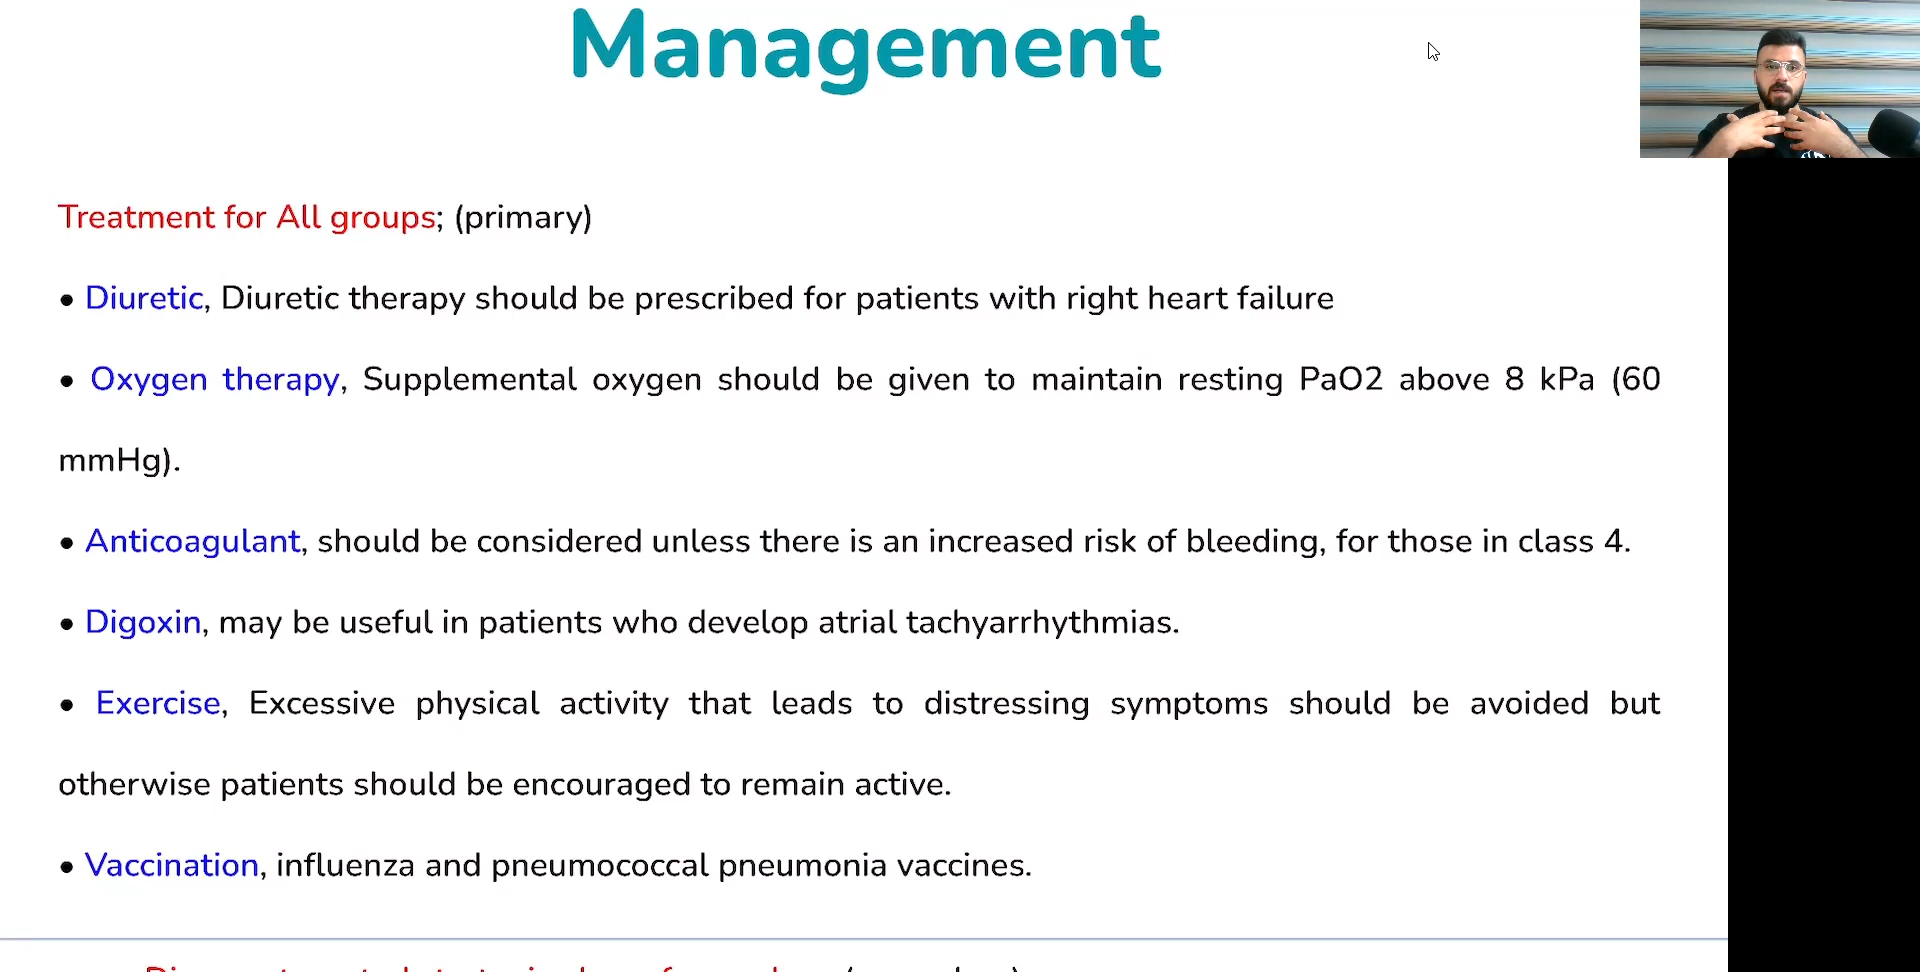 Management
Treatment for All groups; (primary)
• Diuretic, Diuretic therapy should be prescribed for patients with right heart failure
• Oxygen therapy, Supplemental oxygen should be given to maintain resting PaO2 above 8 kPa (60
mmHg).
• Anticoagulant, should be considered unless there is an increased risk of bleeding, for those in class 4.
• Digoxin, may be useful in patients who develop atrial tachyarrhythmias.
• Exercise, Excessive physical activity that leads to distressing symptoms should be avoided but
otherwise patients should be encouraged to remain active.
• Vaccination, influenza and pneumococcal pneumonia vaccines.